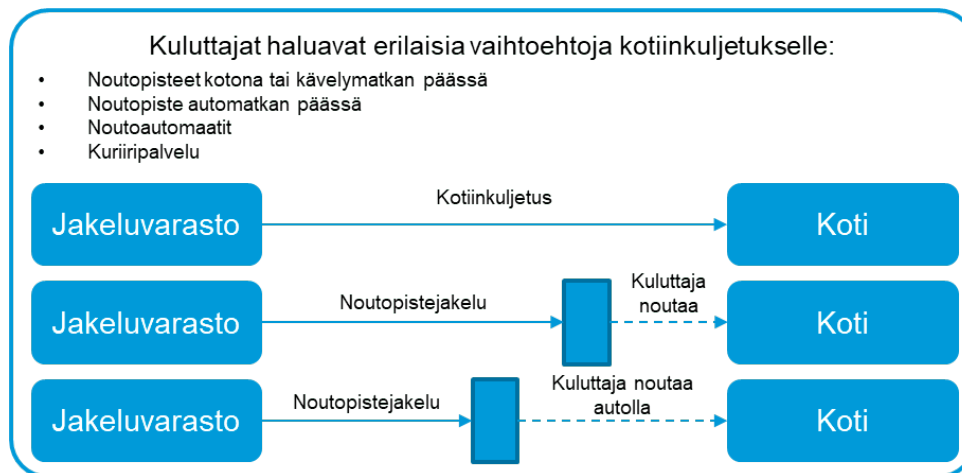 Kuluttajat haluavat erilaisia vaihtoehtoja kotiinkuljetukselle:
• Noutopisteet kotona tai kävelymatkan päässä
• Noutopiste automatkan päässä
• Noutoautomaatit
• Kuriiripalvelu
Jakeluvarasto
Kotiinkuljetus
Koti
Jakeluvarasto
Noutopistejakelu
Kuluttaja
noutaa
Koti
Jakeluvarasto
Noutopistejakelu
Kuluttaja noutaa
autolla
Koti